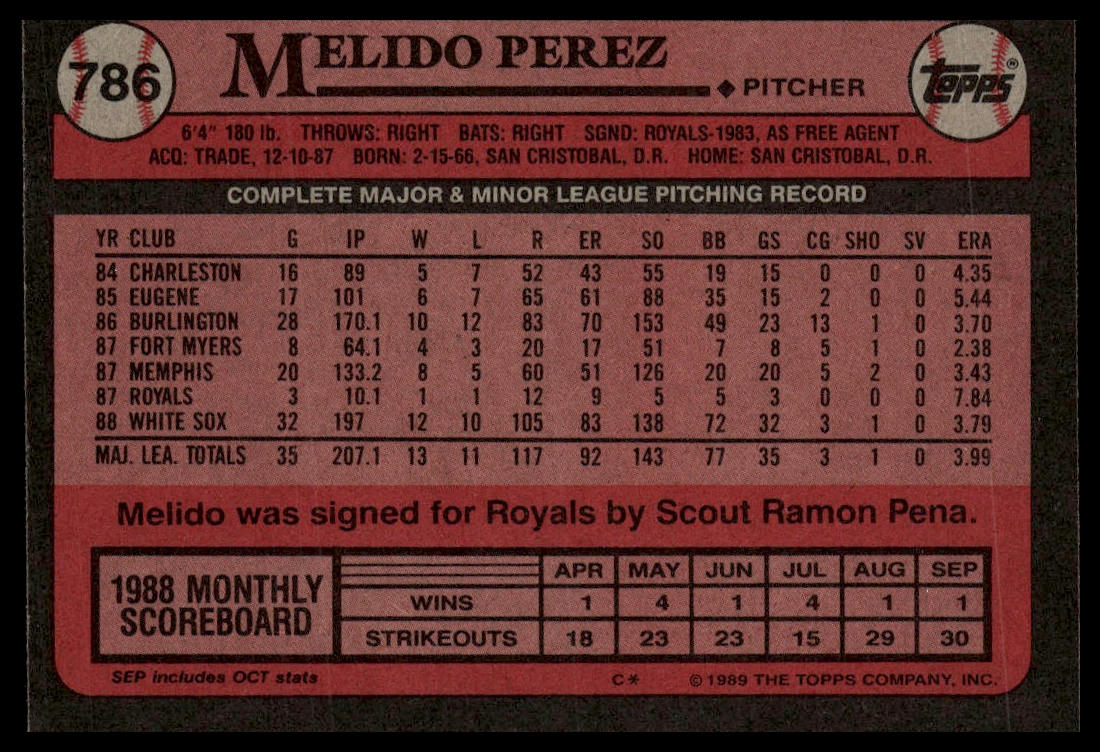 786 MELIDO PEREZ
◆ PITCHER
TOPPS®
6'4" 180 lb. THROWS: RIGHT BATS: RIGHT SGND: ROYALS-1983, AS FREE AGENT
ACQ: TRADE, 12-10-87 BORN: 2-15-66, SAN CRISTOBAL, D.R. HOME: SAN CRISTOBAL, D.R.
COMPLETE MAJOR & MINOR LEAGUE PITCHING RECORD
YR CLUB G IP W L R ER SO BB GS CG SHO SV ERA
84 CHARLESTON 16 89 5 7 52 43 55 19 15 0 0 0 4.35
85 EUGENE 17 101 6 7 65 61 88 35 15 2 0 0 5.44
86 BURLINGTON 28 170.1 10 12 83 70 153 49 23 13 1 0 3.70
87 FORT MYERS 8 64.1 4 3 20 17 51 7 8 5 1 0 2.38
87 MEMPHIS 20 133.2 8 5 60 51 126 20 20 5 2 0 3.43
87 ROYALS 3 10.1 1 1 12 9 5 5 3 0 0 0 7.84
88 WHITE SOX 32 197 12 10 105 83 138 72 32 3 1 0 3.79
MAJ. LEA. TOTALS 35 207.1 13 11 117 92 143 77 35 3 1 0 3.99
Melido was signed for Royals by Scout Ramon Pena.
1988 MONTHLY
SCOREBOARD
APR MAY JUN JUL AUG SEP
WINS 1 4 1 4 1 1
STRIKEOUTS 18 23 23 15 29 30
SEP includes OCT stats C* © 1989 THE TOPPS COMPANY, INC.